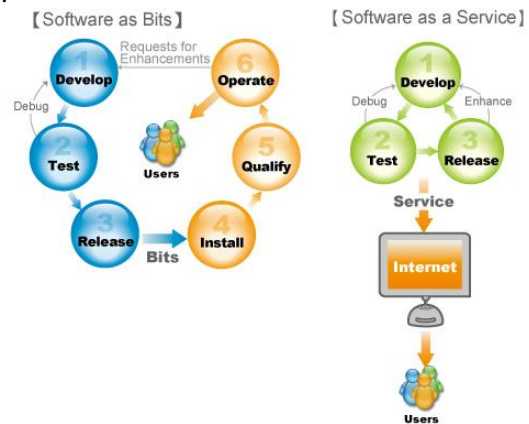 【Software as Bits】
【Software as a Service】
Requests for
Enhancements
1
Develop
6
Operate
Debug
2
Test
Users
5
Qualify
3
Release
Bits
4
Install
1
Develop
Debug
Enhance
2
Test
3
Release
Service
Internet
Users